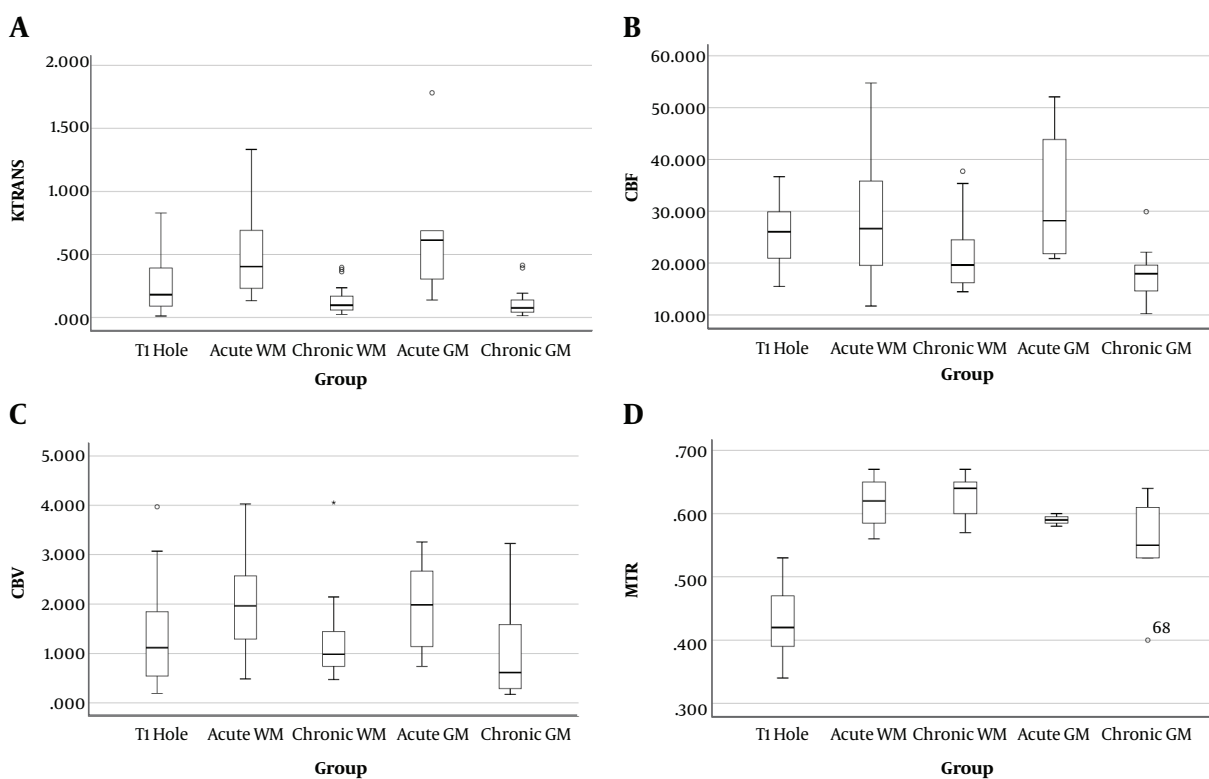 A
2.000
1.500
1.000
.500
.000
KTRANS
T1 Hole Acute WM Chronic WM Acute GM Chronic GM
Group
B
60.000
50.000
40.000
30.000
20.000
10.000
CBF
T1 Hole Acute WM Chronic WM Acute GM Chronic GM
Group
C
5.000
4.000
3.000
2.000
1.000
.000
CBV
T1 Hole Acute WM Chronic WM Acute GM Chronic GM
Group
D
.700
.600
.500
.400
.300
MTR
68
T1 Hole Acute WM Chronic WM Acute GM Chronic GM
Group